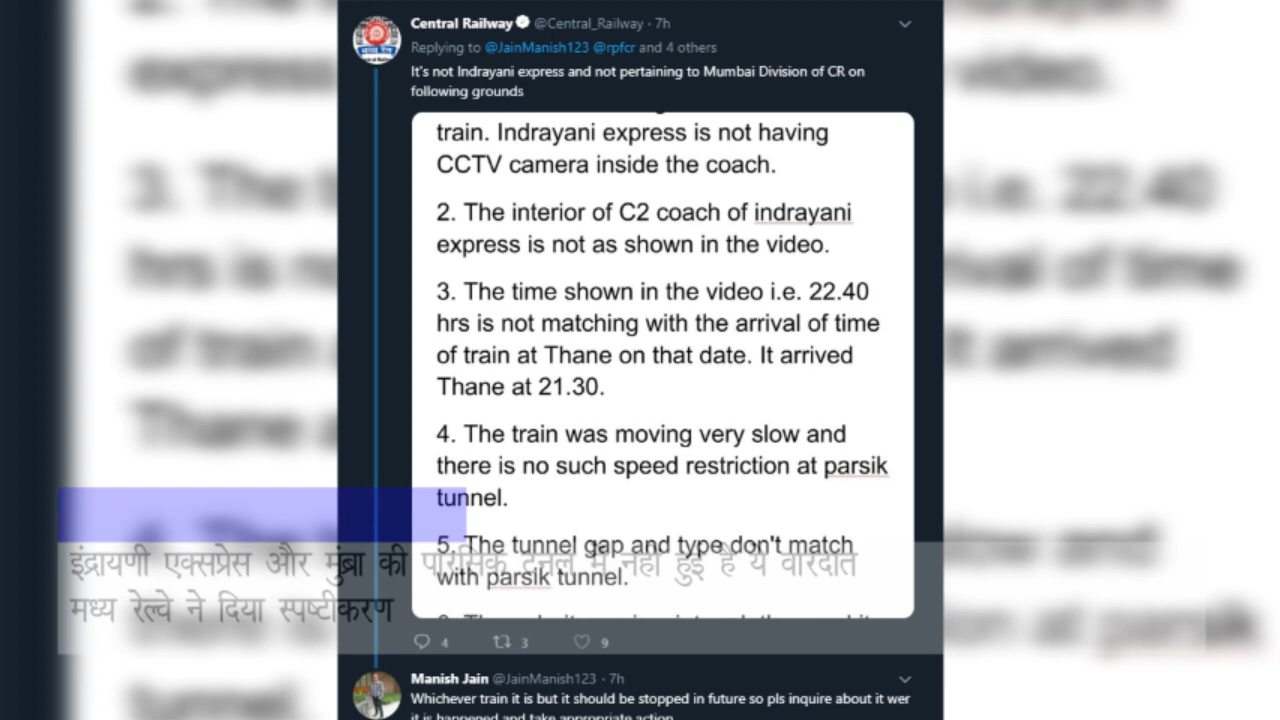 Central Railway @Central_Railway · 7h
Replying to @JainManish123 @rpfcr and 4 others
It's not Indrayani express and not pertaining to Mumbai Division of CR on
following grounds
train. Indrayani express is not having
CCTV camera inside the coach.
2. The interior of C2 coach of indrayani
express is not as shown in the video.
3. The time shown in the video i.e. 22.40
hrs is not matching with the arrival of time
of train at Thane on that date. It arrived
Thane at 21.30.
4. The train was moving very slow and
there is no such speed restriction at parsik
tunnel.
5. The tunnel gap and type don't match
with parsik tunnel.
इंद्रायणी एक्सप्रेस और मुंब्रा की पारसिक टनल में नहीं हुई है ये वारदात
मध्य रेल्वे ने दिया स्पष्टीकरण
4 3 9
Manish Jain @JainManish123 · 7h
Whichever train it is but it should be stopped in future so pls inquire about it wer
it is happened and take appropriate action